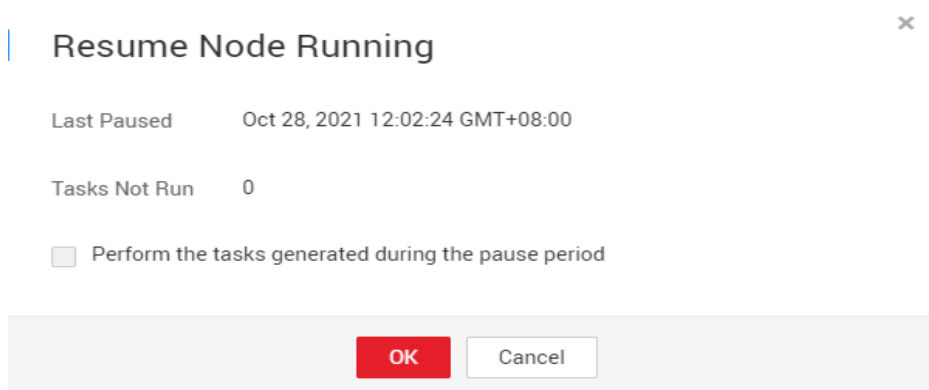 Resume Node Running
Last Paused Oct 28, 2021 12:02:24 GMT+08:00
Tasks Not Run 0
Perform the tasks generated during the pause period
OK Cancel